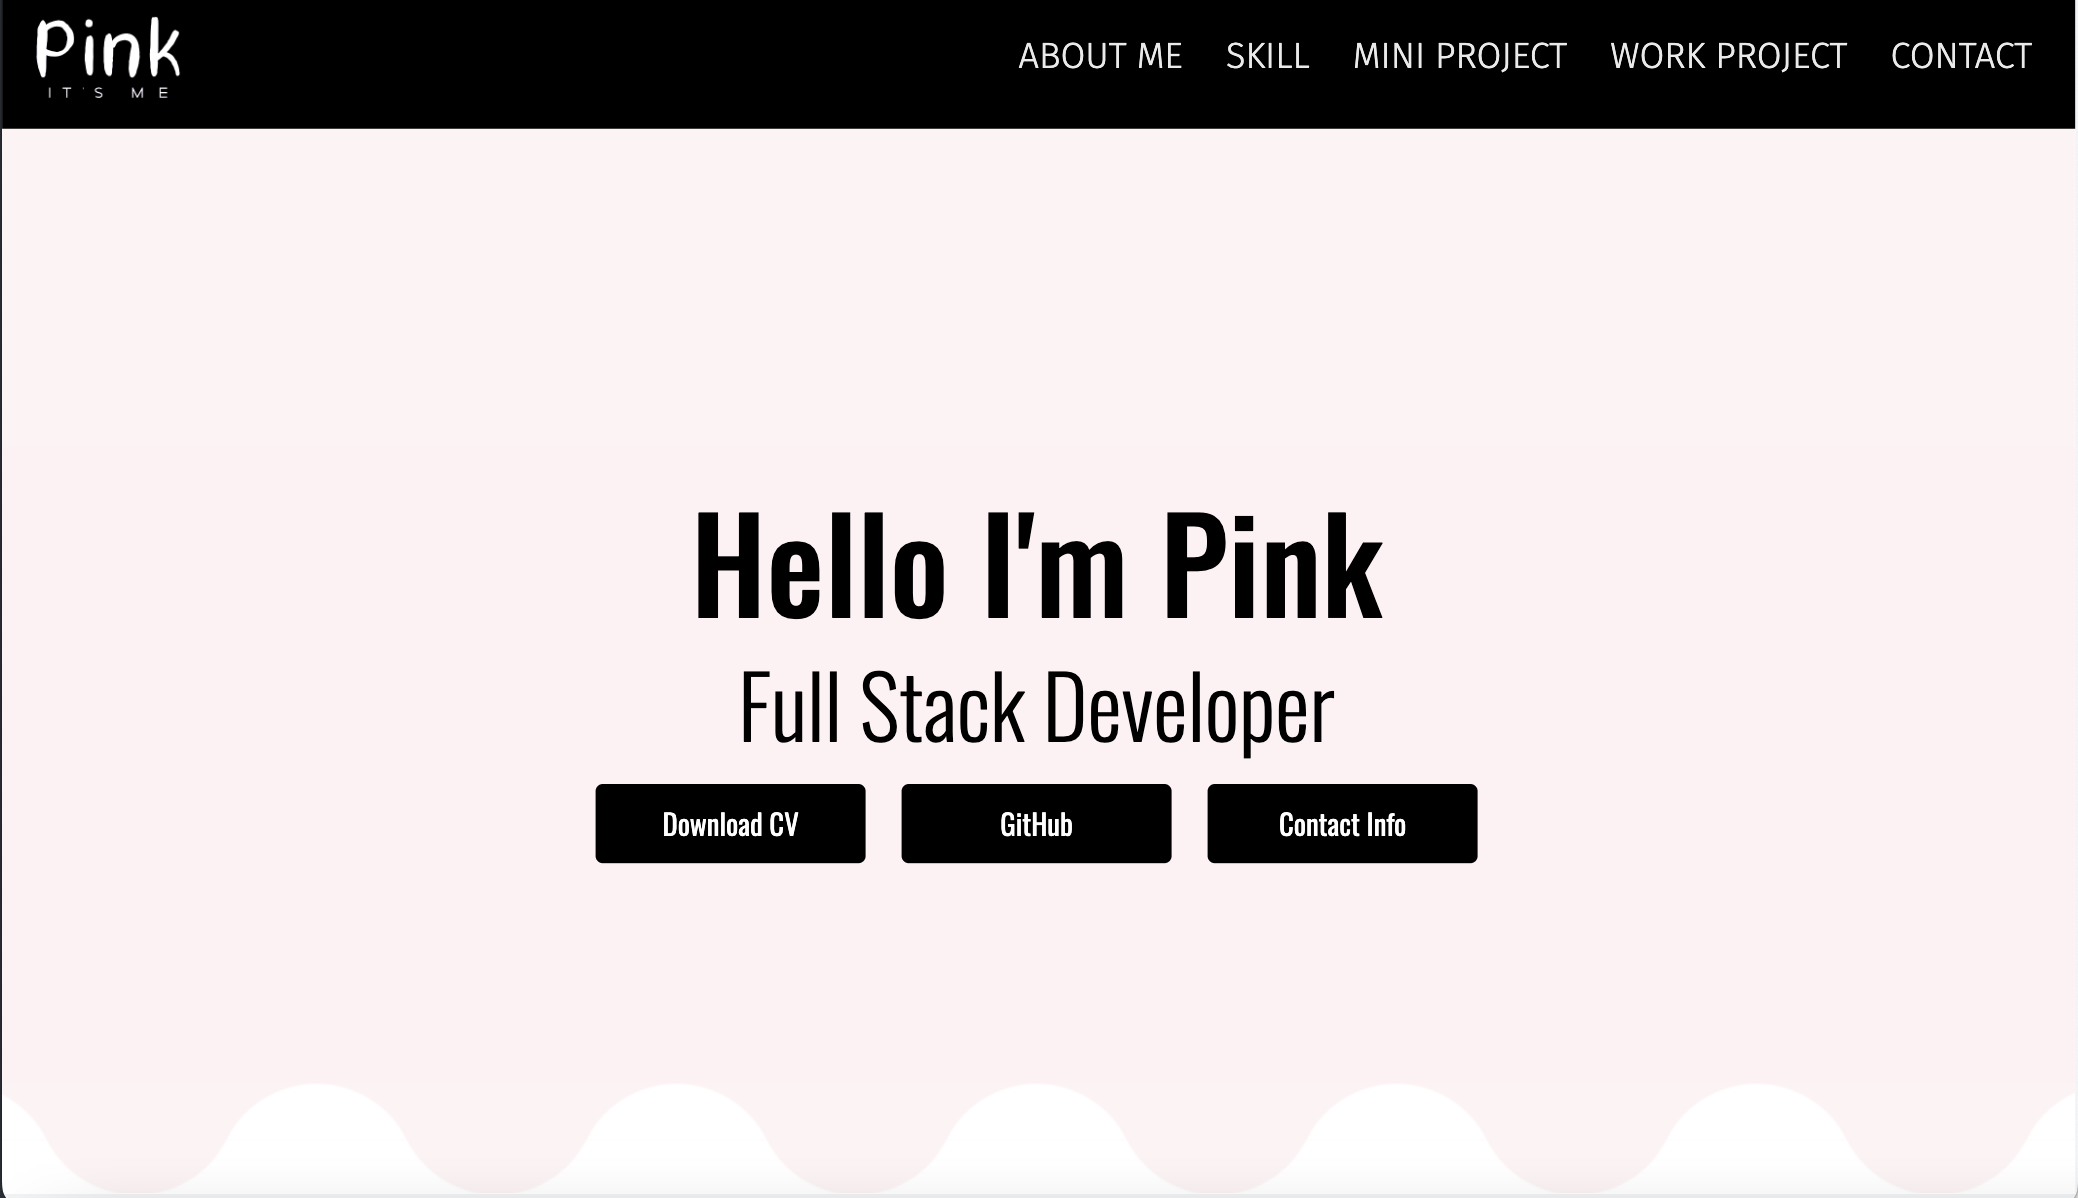 Pink
IT'S ME
ABOUT ME SKILL MINI PROJECT WORK PROJECT CONTACT
Hello I'm Pink
Full Stack Developer
Download CV GitHub Contact Info